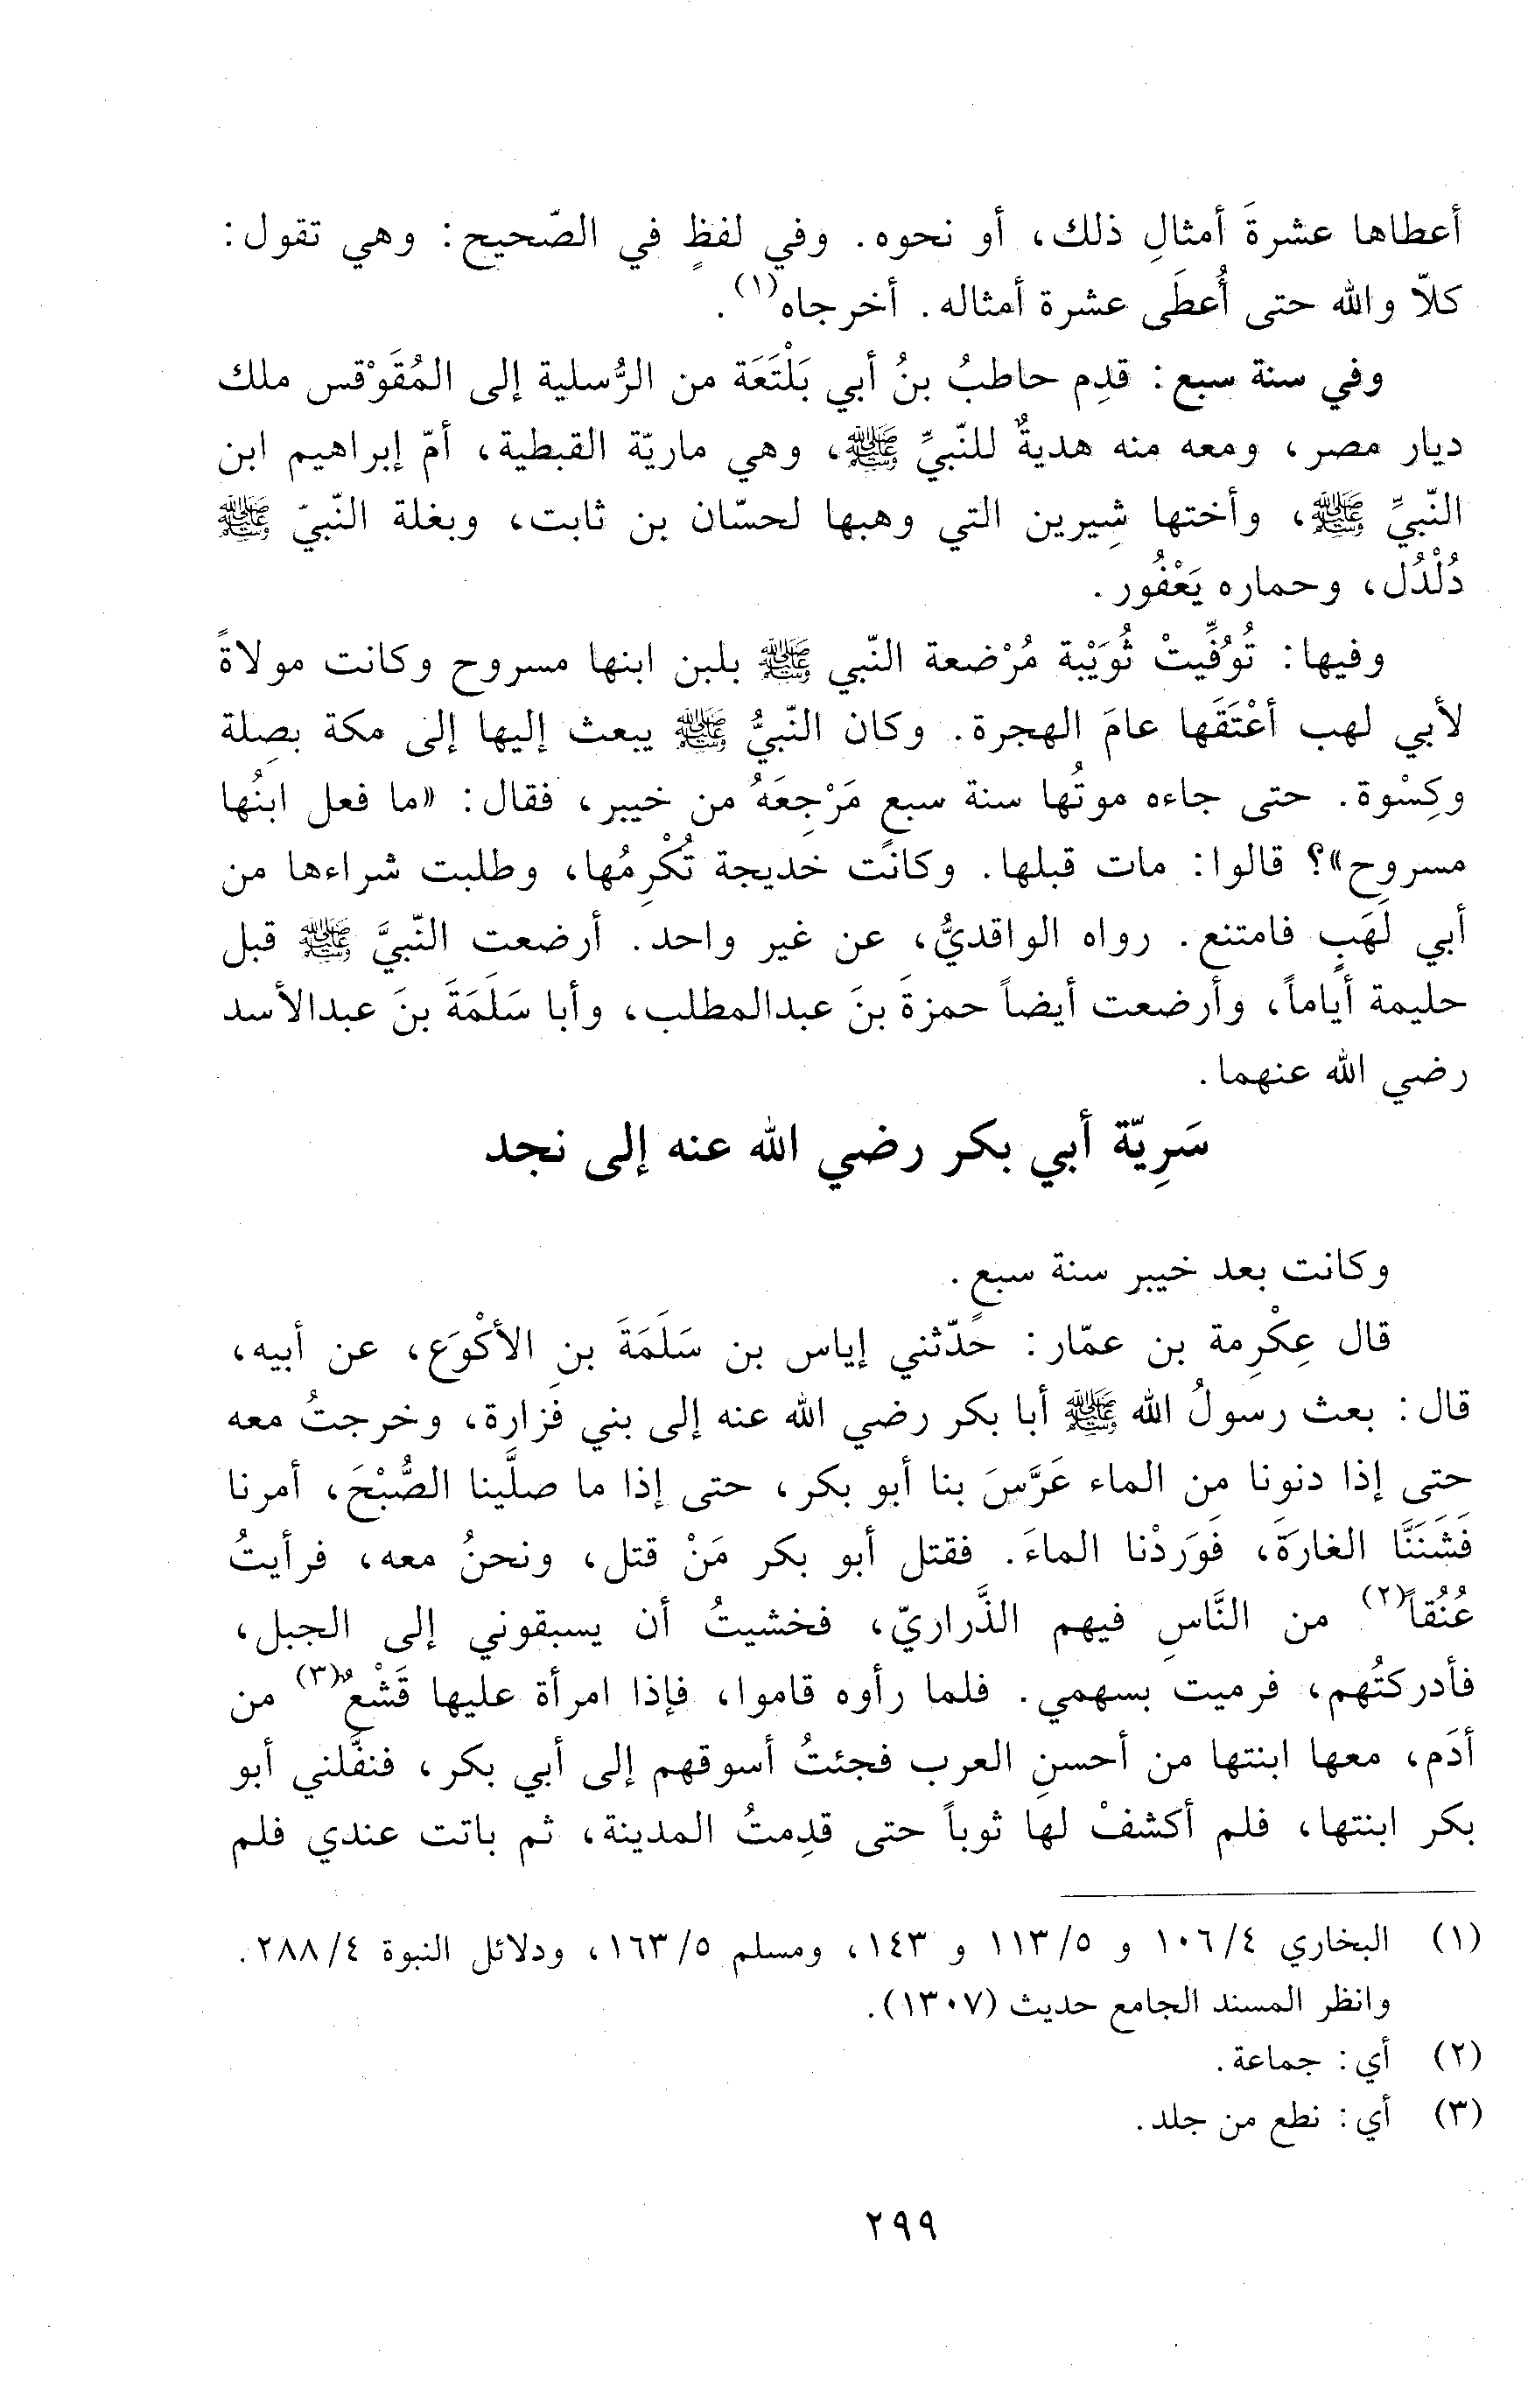 أعطاها عشرةَ أمثالِ ذلك، أو نحوه. وفي لفظٍ في الصّحيح: وهي تقول:
كلاّ والله حتى أُعطَى عشرة أمثاله. أخرجاه(١).
وفي سنة سبع: قدِم حاطبُ بنُ أبي بَلْتَعَة من الرُّسلية إلى المُقَوْقس ملك
ديار مصر، ومعه منه هديةٌ للنّبيِّ ﷺ، وهي ماريّة القبطية، أمّ إبراهيم ابن
النّبيِّ ﷺ، وأختها شِيرين التي وهبها لحسّان بن ثابت، وبغلة النّبيّ ﷺ
دُلْدُل، وحماره يَعْفُور.
وفيها: تُوُفِّيتْ ثُوَيْبة مُرْضعة النّبي ﷺ بلبن ابنها مسروح وكانت مولاةً
لأبي لهب أعْتَقَها عامَ الهجرة. وكان النّبيُّ ﷺ يبعث إليها إلى مكة بصِلة
وكِسْوة. حتى جاءه موتُها سنة سبعٍ مَرْجِعَهُ من خيبر، فقال: «ما فعل ابنُها
مسروح»؟ قالوا: مات قبلها. وكانت خديجة تُكْرِمُها، وطلبت شراءها من
أبي لَهَبٍ فامتنع. رواه الواقديُّ، عن غير واحد. أرضعت النّبيَّ ﷺ قبل
حليمة أياماً، وأرضعت أيضاً حمزةَ بنَ عبدالمطلب، وأبا سَلَمَةَ بنَ عبدالأسد
رضي الله عنهما.
سَرِيّة أبي بكر رضي الله عنه إلى نجد
وكانت بعد خيبر سنة سبعٍ.
قال عِكْرِمة بن عمّار: حدّثني إياس بن سَلَمَةَ بنِ الأكْوَع، عن أبيه،
قال: بعث رسولُ الله ﷺ أبا بكر رضي الله عنه إلى بني فَزارة، وخرجتُ معه
حتى إذا دنونا من الماء عَرَّسَ بنا أبو بكر، حتى إذا ما صلَّينا الصُّبْحَ، أمرنا
فَشَنَنَّا الغارَةَ، فَوَرَدْنا الماءَ. فقتل أبو بكر مَنْ قتل، ونحنُ معه، فرأيتُ
عُنُقاً(٢) من النَّاسِ فيهم الذَّراريّ، فخشيتُ أن يسبقوني إلى الجبل،
فأدركتُهم، فرميت بسهمي. فلما رأوه قاموا، فإذا امرأة عليها قَشْعٌ(٣) من
أدَم، معها ابنتها من أحسنِ العرب فجئتُ أسوقهم إلى أبي بكر، فنفَّلني أبو
بكر ابنتها، فلم أكشفْ لها ثوباً حتى قدِمتُ المدينة، ثم باتت عندي فلم
(١) البخاري ٤/ ١٠٦ و ٥/ ١١٣ و ١٤٣، ومسلم ٥/ ١٦٣، ودلائل النبوة ٤/ ٢٨٨.
وانظر المسند الجامع حديث (١٣٠٧).
(٢) أي: جماعة.
(٣) أي: نطع من جلد.
٢٩٩